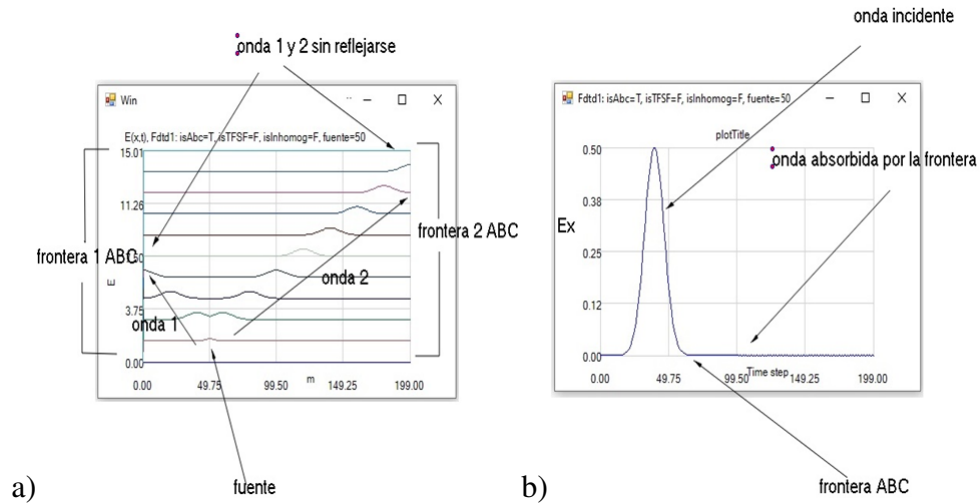 onda 1 y 2 sin reflejarse
Win
E(x,t), Fdtd1: isAbc=T, isTFSF=F, isInhomog=F, fuente=50
15.01
11.26
frontera 1 ABC
E
3.75
0.00
0.00 49.75 99.50 149.25 199.00
m
onda 1
onda 2
frontera 2 ABC
fuente
a)
onda incidente
Fdtd1: isAbc=T, isTFSF=F, isInhomog=F, fuente=50
plotTitle
onda absorbida por la frontera
0.50
0.38
Ex
0.25
0.12
0.00
0.00 49.75 99.50 149.25 199.00
Time step
frontera ABC
b)